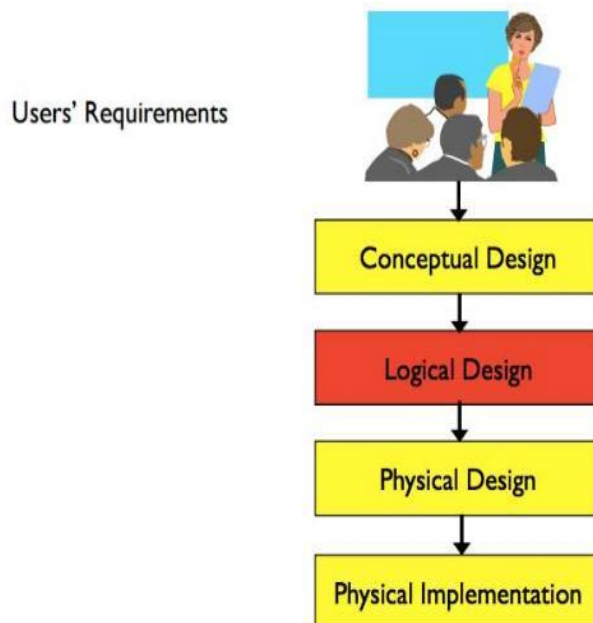 Users' Requirements
Conceptual Design
Logical Design
Physical Design
Physical Implementation